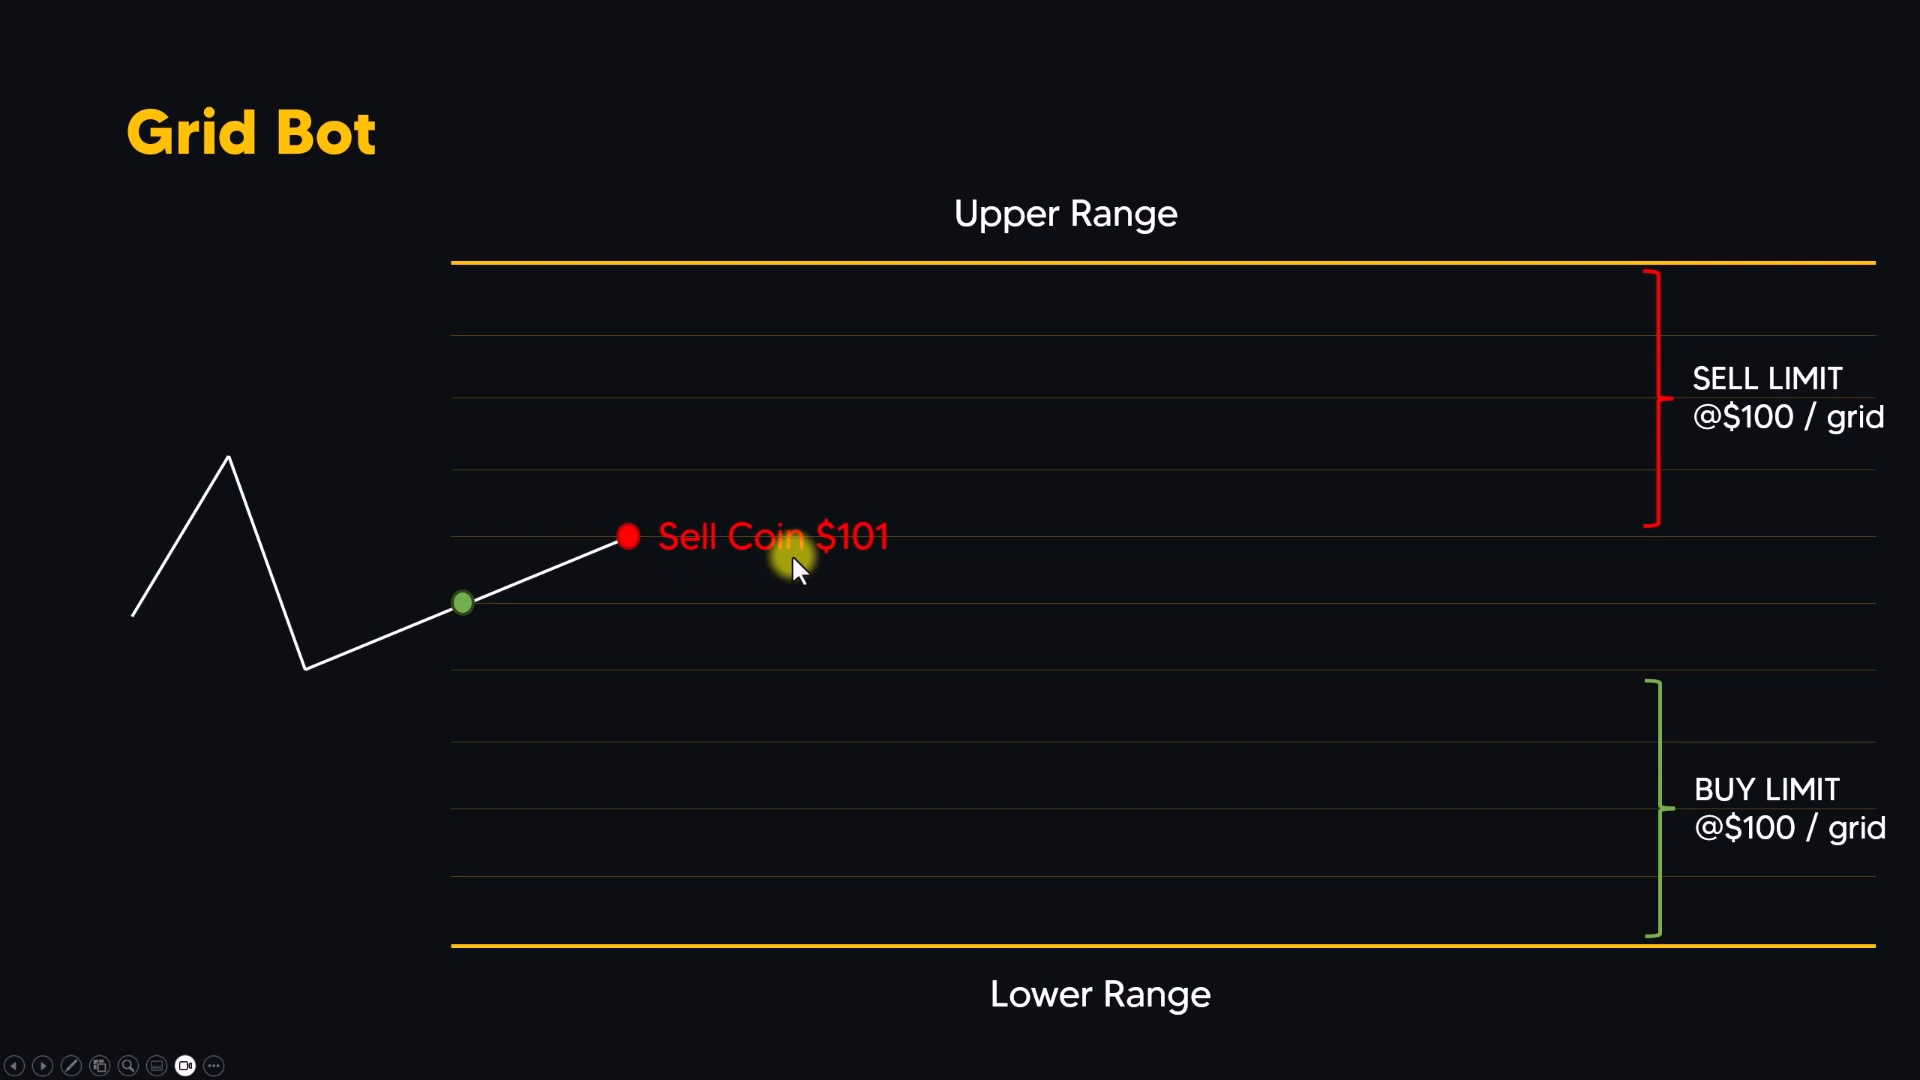 Grid Bot
Upper Range
SELL LIMIT
@$100 / grid
Sell Coin $101
BUY LIMIT
@$100 / grid
Lower Range